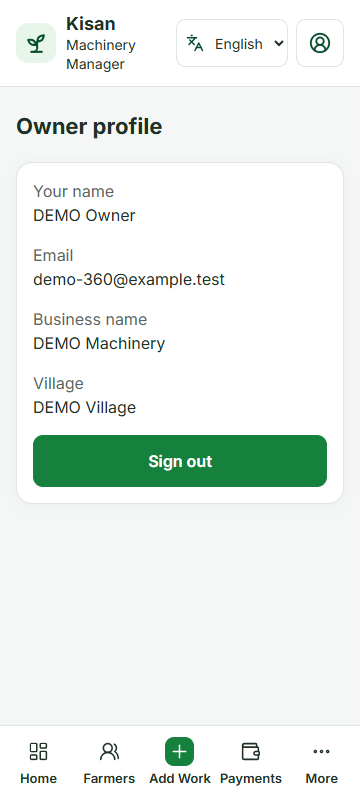 Kisan
Machinery
Manager
English
Owner profile
Your name
DEMO Owner
Email
demo-360@example.test
Business name
DEMO Machinery
Village
DEMO Village
Sign out
Home
Farmers
Add Work
Payments
More